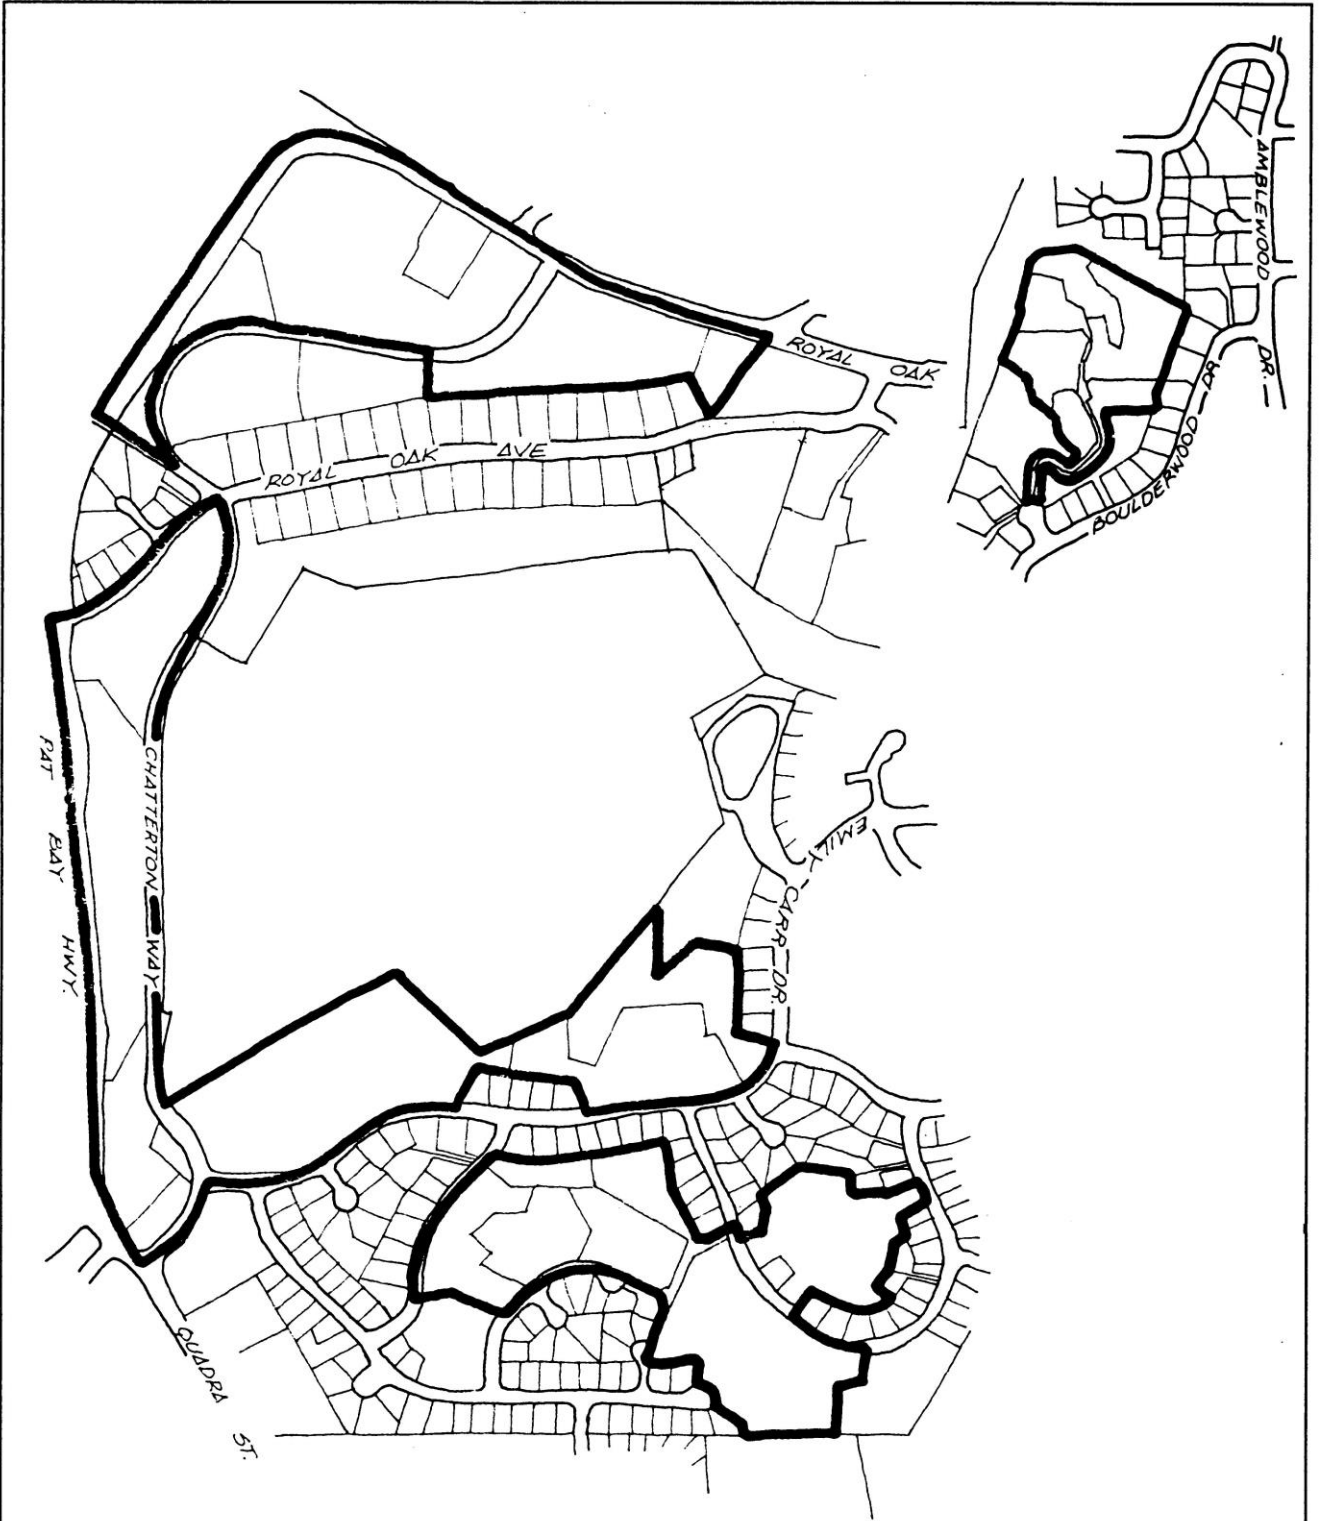 AMBLEWOOD DR.
ROYAL OAK
BOULDERWOOD DR
ROYAL OAK AVE
PAT BAY HWY.
CHATTERTON WAY
EMILY CARR DR.
QUADRA ST.